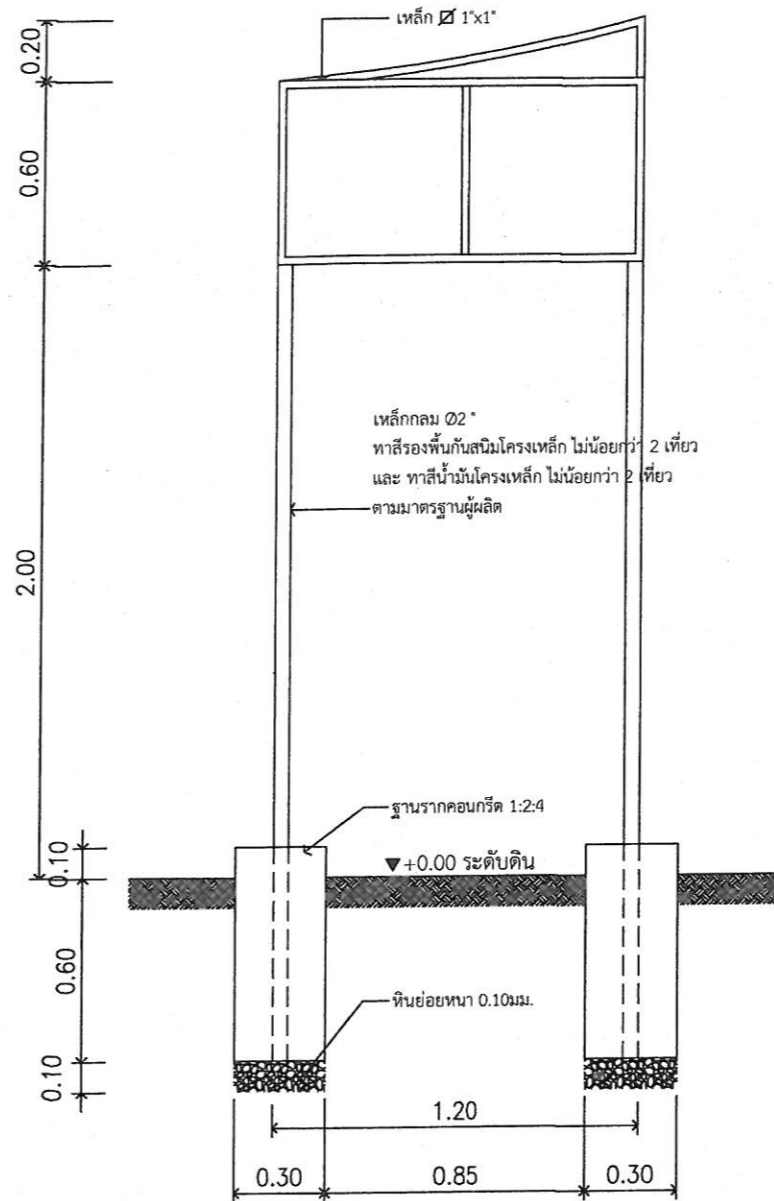 เหล็ก 1"x1"
0.20
0.60
เหล็กกลม Ø2 "
ทาสีรองพื้นกันสนิมโครงเหล็ก ไม่น้อยกว่า 2 เที่ยว
และ ทาสีน้ำมันโครงเหล็ก ไม่น้อยกว่า 2 เที่ยว
ตามมาตรฐานผู้ผลิต
2.00
ฐานรากคอนกรีต 1:2:4
0.10
▼+0.00 ระดับดิน
0.60
หินย่อยหนา 0.10มม.
0.10
1.20
0.30 0.85 0.30